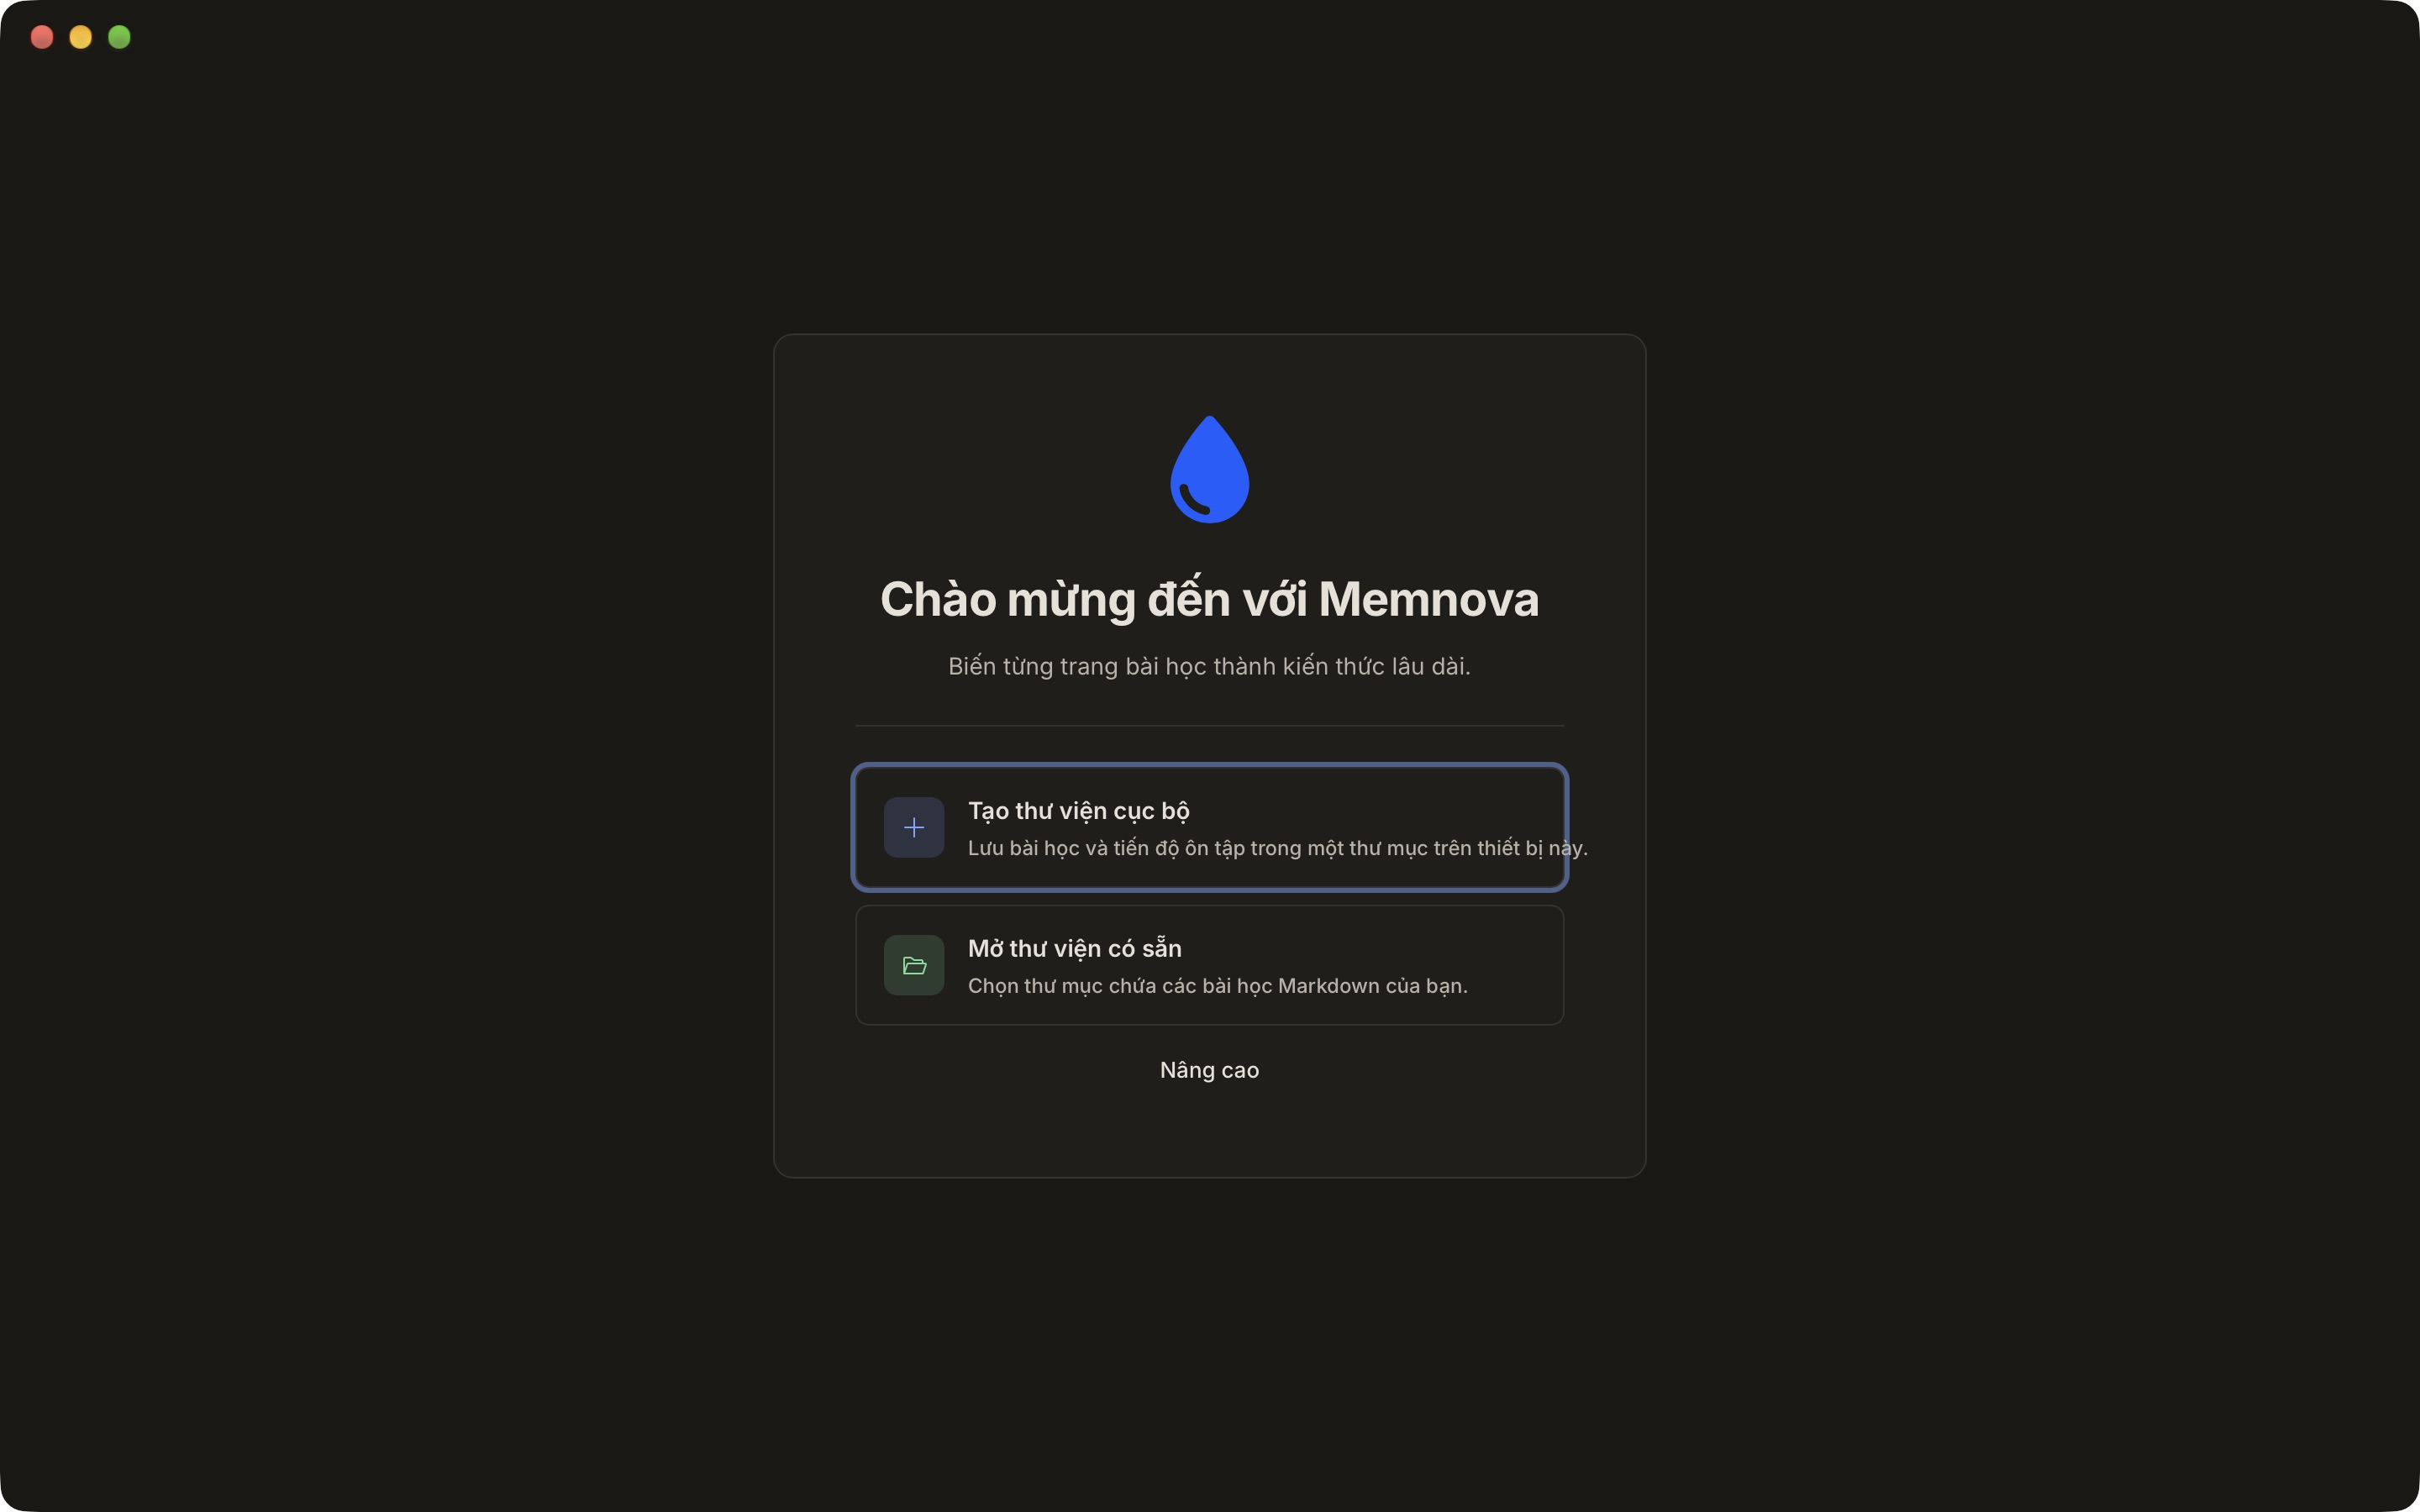 Chào mừng đến với Memnova
Biến từng trang bài học thành kiến thức lâu dài.
Tạo thư viện cục bộ
Lưu bài học và tiến độ ôn tập trong một thư mục trên thiết bị này.
Mở thư viện có sẵn
Chọn thư mục chứa các bài học Markdown của bạn.
Nâng cao